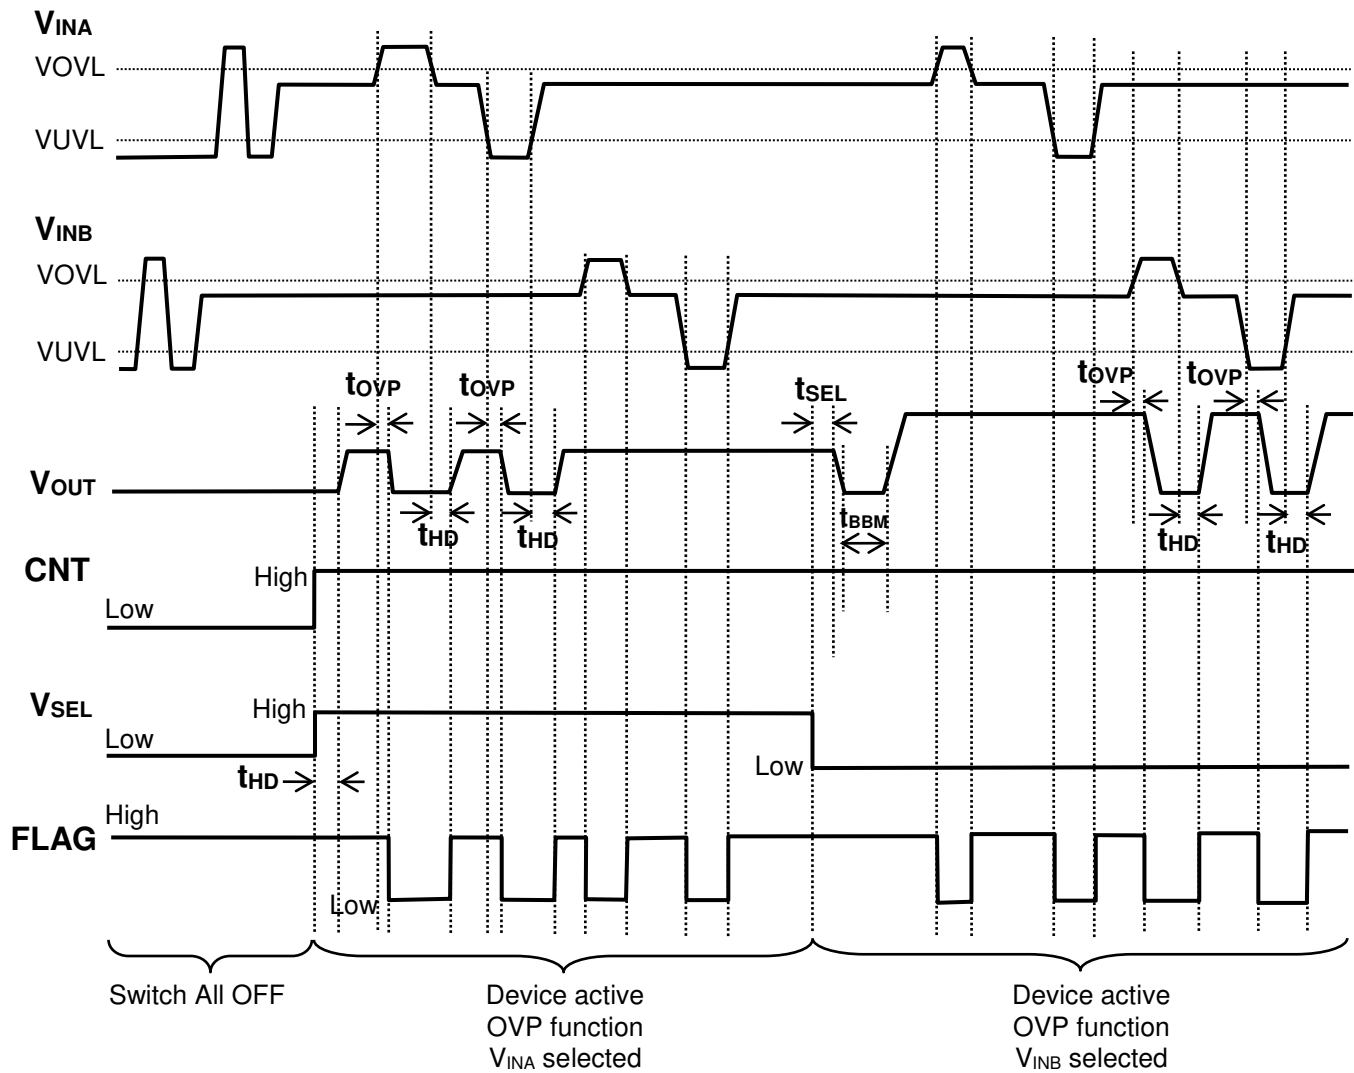 VINA
VOVL
VUVL
VINB
VOVL
VUVL
tOVP tOVP tSEL tOVP tOVP
VOUT
tHD tHD tBBM tHD tHD
CNT
High
Low
VSEL
High
Low
Low
tHD
High
FLAG
Low
Switch All OFF
Device active
OVP function
VINA selected
Device active
OVP function
VINB selected